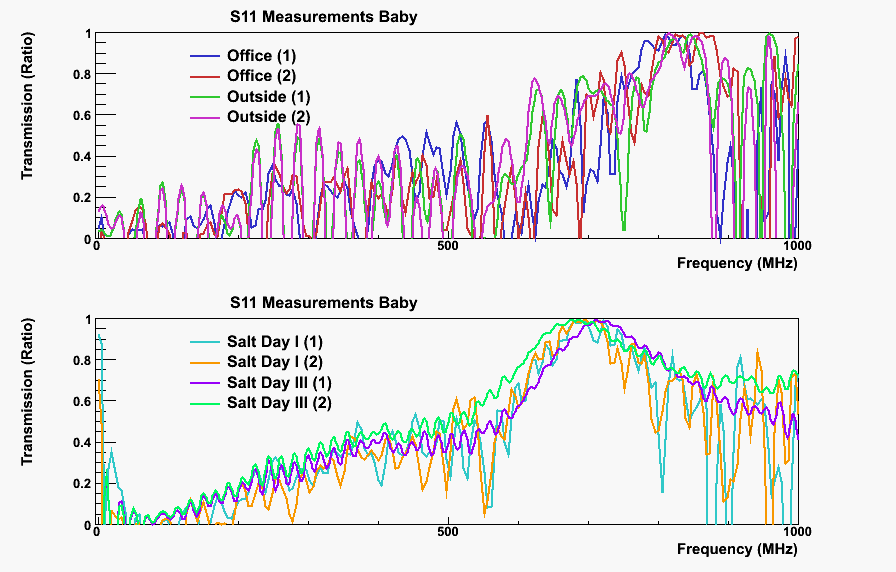 S11 Measurements Baby
Transmission (Ratio)
1
0.8
0.6
0.4
0.2
0
Office (1)
Office (2)
Outside (1)
Outside (2)
0
500
1000
Frequency (MHz)
S11 Measurements Baby
Transmission (Ratio)
1
0.8
0.6
0.4
0.2
0
Salt Day I (1)
Salt Day I (2)
Salt Day III (1)
Salt Day III (2)
0
500
1000
Frequency (MHz)